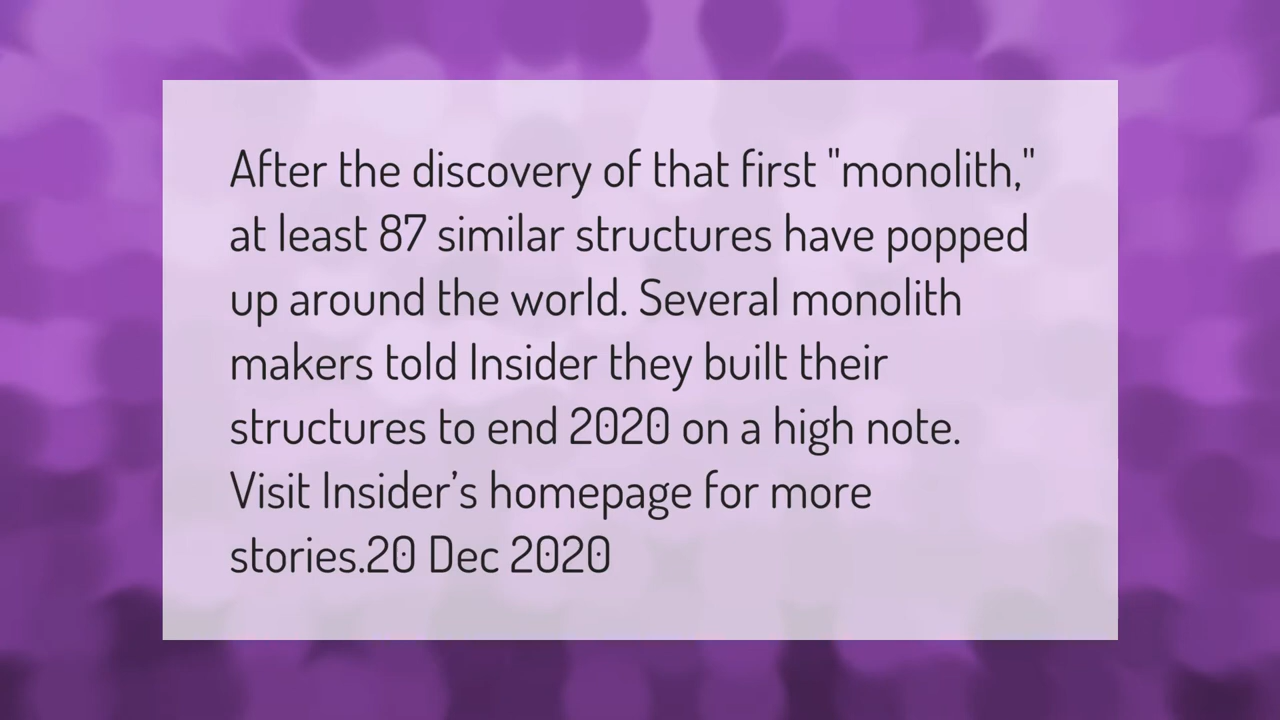 After the discovery of that first "monolith,"
at least 87 similar structures have popped
up around the world. Several monolith
makers told Insider they built their
structures to end 2020 on a high note.
Visit Insider’s homepage for more
stories.20 Dec 2020